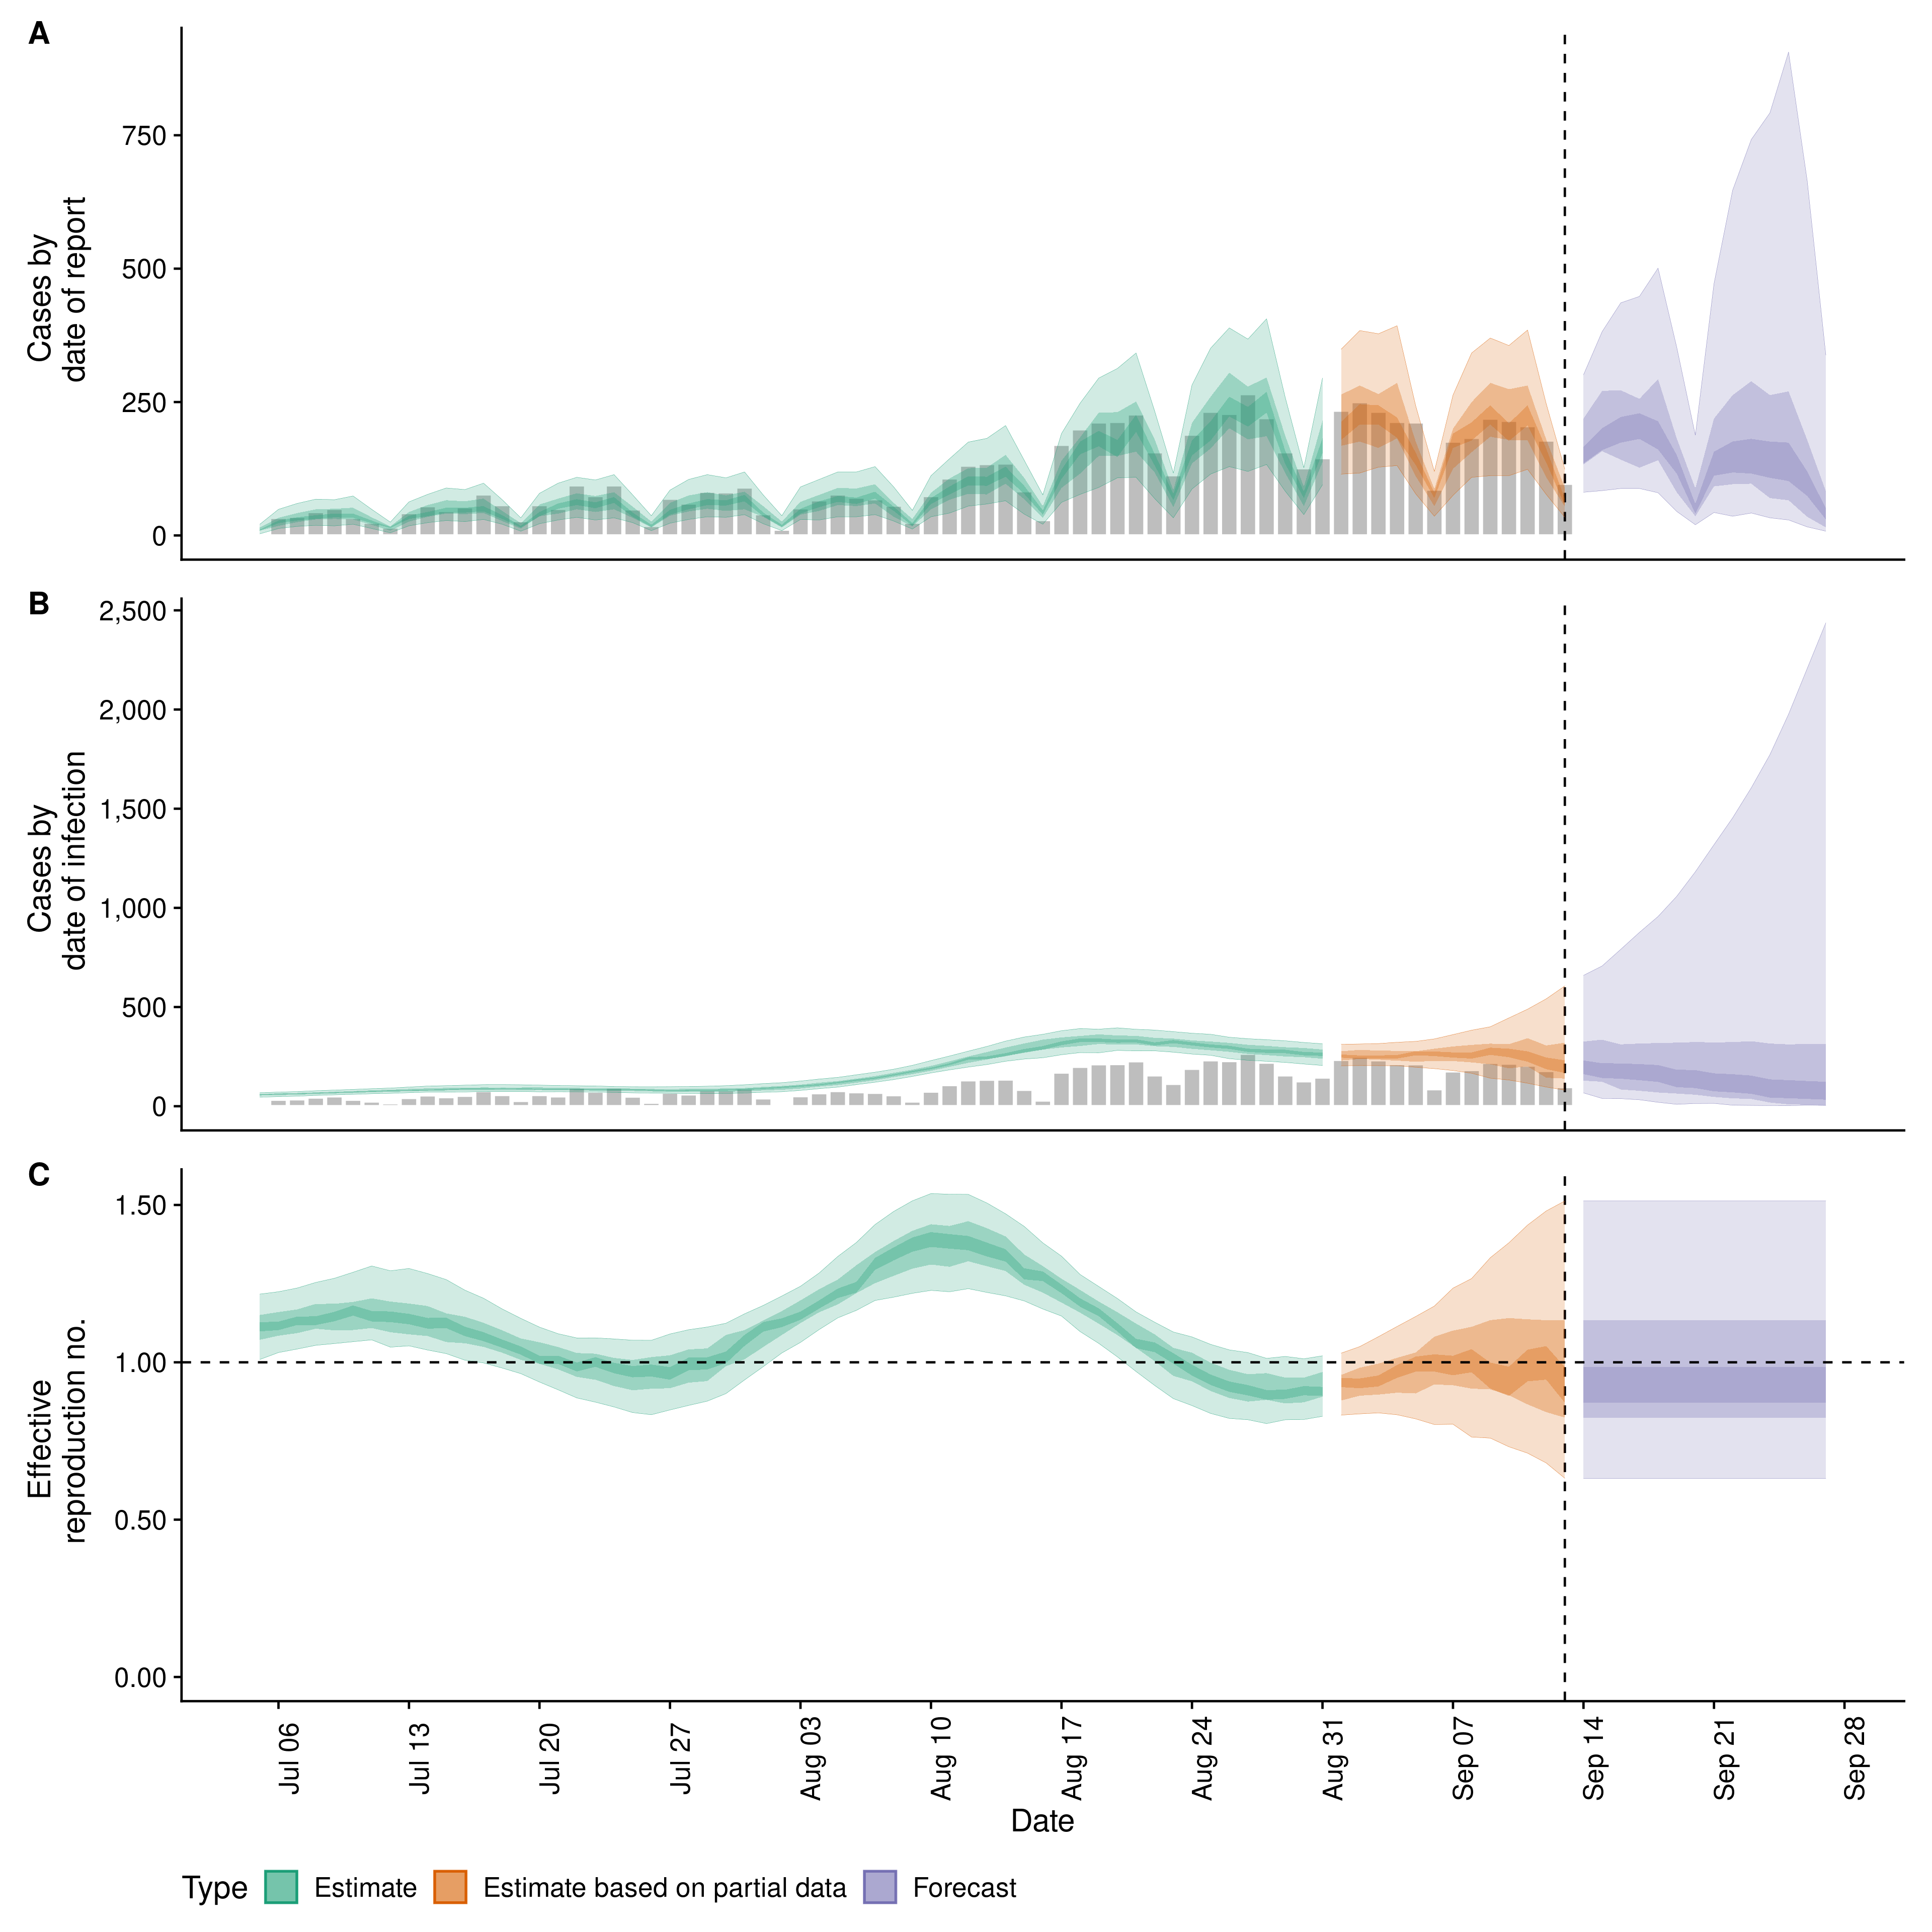 A
Cases by
date of report
750
500
250
0
B
Cases by
date of infection
2,500
2,000
1,500
1,000
500
0
C
Effective
reproduction no.
1.50
1.00
0.50
0.00
Jul 06
Jul 13
Jul 20
Jul 27
Aug 03
Aug 10
Aug 17
Aug 24
Aug 31
Sep 07
Sep 14
Sep 21
Sep 28
Date
Type Estimate Estimate based on partial data Forecast